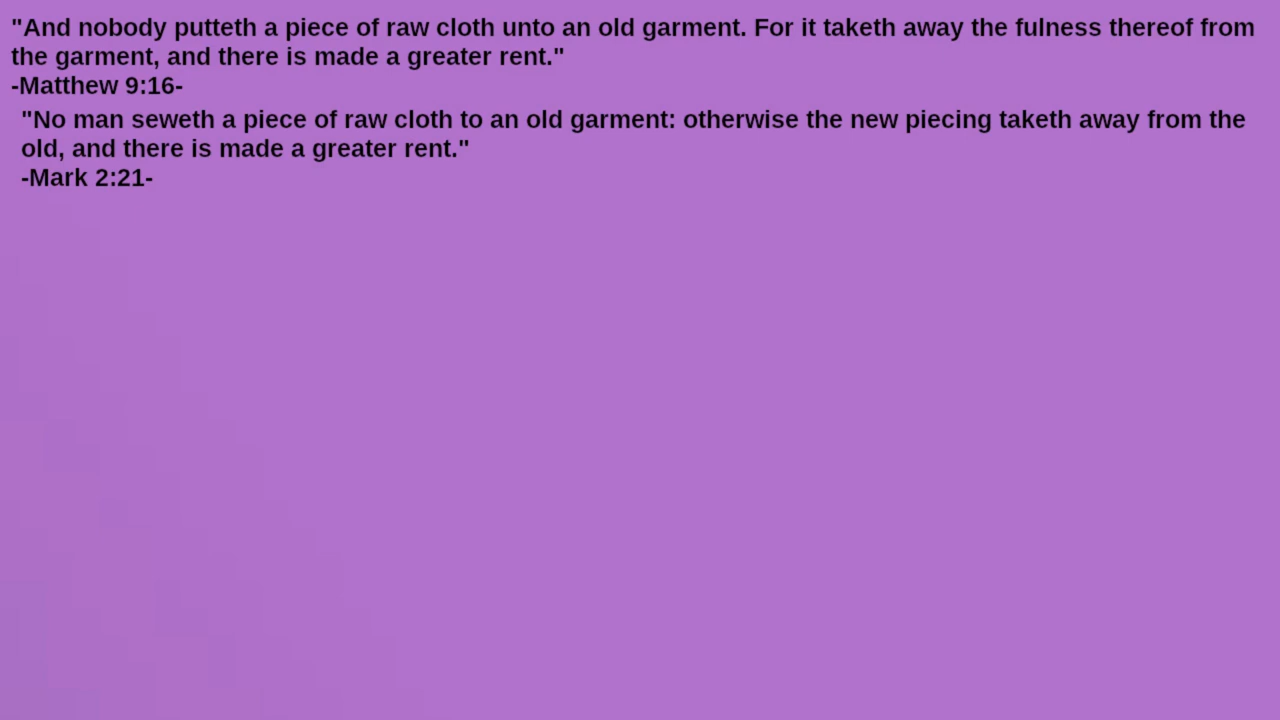 "And nobody putteth a piece of raw cloth unto an old garment. For it taketh away the fulness thereof from
the garment, and there is made a greater rent."
-Matthew 9:16-
"No man seweth a piece of raw cloth to an old garment: otherwise the new piecing taketh away from the
old, and there is made a greater rent."
-Mark 2:21-